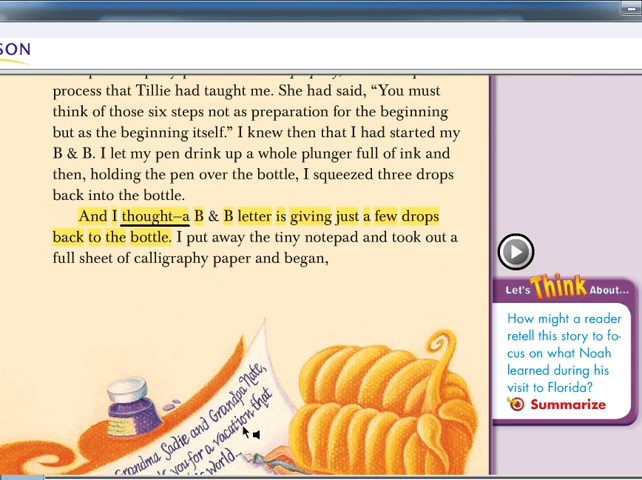 SON
process that Tillie had taught me. She had said, “You must
think of those six steps not as preparation for the beginning
but as the beginning itself.” I knew then that I had started my
B & B. I let my pen drink up a whole plunger full of ink and
then, holding the pen over the bottle, I squeezed three drops
back into the bottle.
And I thought—a B & B letter is giving just a few drops
back to the bottle. I put away the tiny notepad and took out a
full sheet of calligraphy paper and began,
Let's Think About...
How might a reader
retell this story to fo-
cus on what Noah
learned during his
visit to Florida?
Summarize
Grandma Sadie and Grandpa Nate,
you for a vacation that
world...